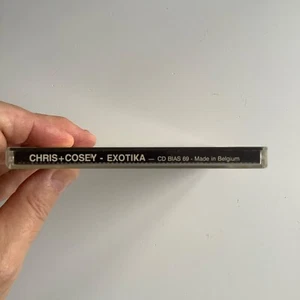 CHRIS+COSEY - EXOTIKA — CD BIAS 69 - Made in Belgium